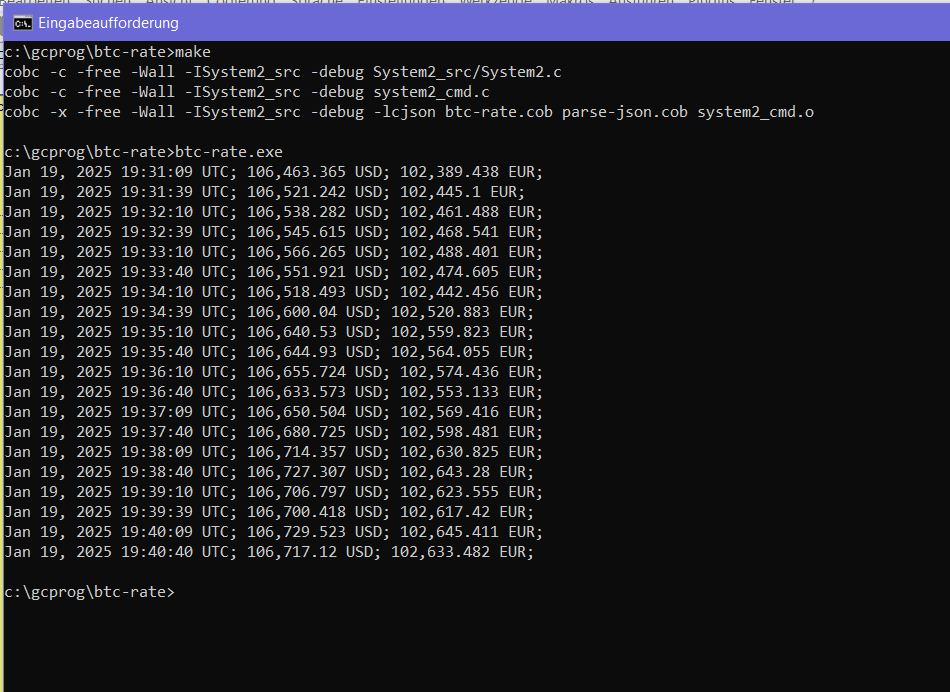 Bearbeiten Suchen Ansicht Codierung Sprache Einstellungen Werkzeuge Makros Ausführen Plugins Fenster ?
Eingabeaufforderung
c:\gcprog\btc-rate>make
cobc -c -free -Wall -ISystem2_src -debug System2_src/System2.c
cobc -c -free -Wall -ISystem2_src -debug system2_cmd.c
cobc -x -free -Wall -ISystem2_src -debug -lcjson btc-rate.cob parse-json.cob system2_cmd.o
c:\gcprog\btc-rate>btc-rate.exe
Jan 19, 2025 19:31:09 UTC; 106,463.365 USD; 102,389.438 EUR;
Jan 19, 2025 19:31:39 UTC; 106,521.242 USD; 102,445.1 EUR;
Jan 19, 2025 19:32:10 UTC; 106,538.282 USD; 102,461.488 EUR;
Jan 19, 2025 19:32:39 UTC; 106,545.615 USD; 102,468.541 EUR;
Jan 19, 2025 19:33:10 UTC; 106,566.265 USD; 102,488.401 EUR;
Jan 19, 2025 19:33:40 UTC; 106,551.921 USD; 102,474.605 EUR;
Jan 19, 2025 19:34:10 UTC; 106,518.493 USD; 102,442.456 EUR;
Jan 19, 2025 19:34:39 UTC; 106,600.04 USD; 102,520.883 EUR;
Jan 19, 2025 19:35:10 UTC; 106,640.53 USD; 102,559.823 EUR;
Jan 19, 2025 19:35:40 UTC; 106,644.93 USD; 102,564.055 EUR;
Jan 19, 2025 19:36:10 UTC; 106,655.724 USD; 102,574.436 EUR;
Jan 19, 2025 19:36:40 UTC; 106,633.573 USD; 102,553.133 EUR;
Jan 19, 2025 19:37:09 UTC; 106,650.504 USD; 102,569.416 EUR;
Jan 19, 2025 19:37:40 UTC; 106,680.725 USD; 102,598.481 EUR;
Jan 19, 2025 19:38:09 UTC; 106,714.357 USD; 102,630.825 EUR;
Jan 19, 2025 19:38:40 UTC; 106,727.307 USD; 102,643.28 EUR;
Jan 19, 2025 19:39:10 UTC; 106,706.797 USD; 102,623.555 EUR;
Jan 19, 2025 19:39:39 UTC; 106,700.418 USD; 102,617.42 EUR;
Jan 19, 2025 19:40:09 UTC; 106,729.523 USD; 102,645.411 EUR;
Jan 19, 2025 19:40:40 UTC; 106,717.12 USD; 102,633.482 EUR;
c:\gcprog\btc-rate>